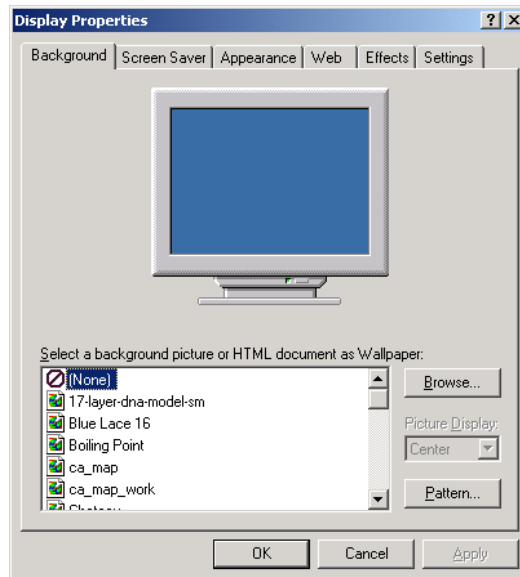 Display Properties
Background Screen Saver Appearance Web Effects Settings
Select a background picture or HTML document as Wallpaper:
(None)
17-layer-dna-model-sm
Blue Lace 16
Boiling Point
ca_map
ca_map_work
Browse...
Picture Display:
Center
Pattern...
OK Cancel Apply